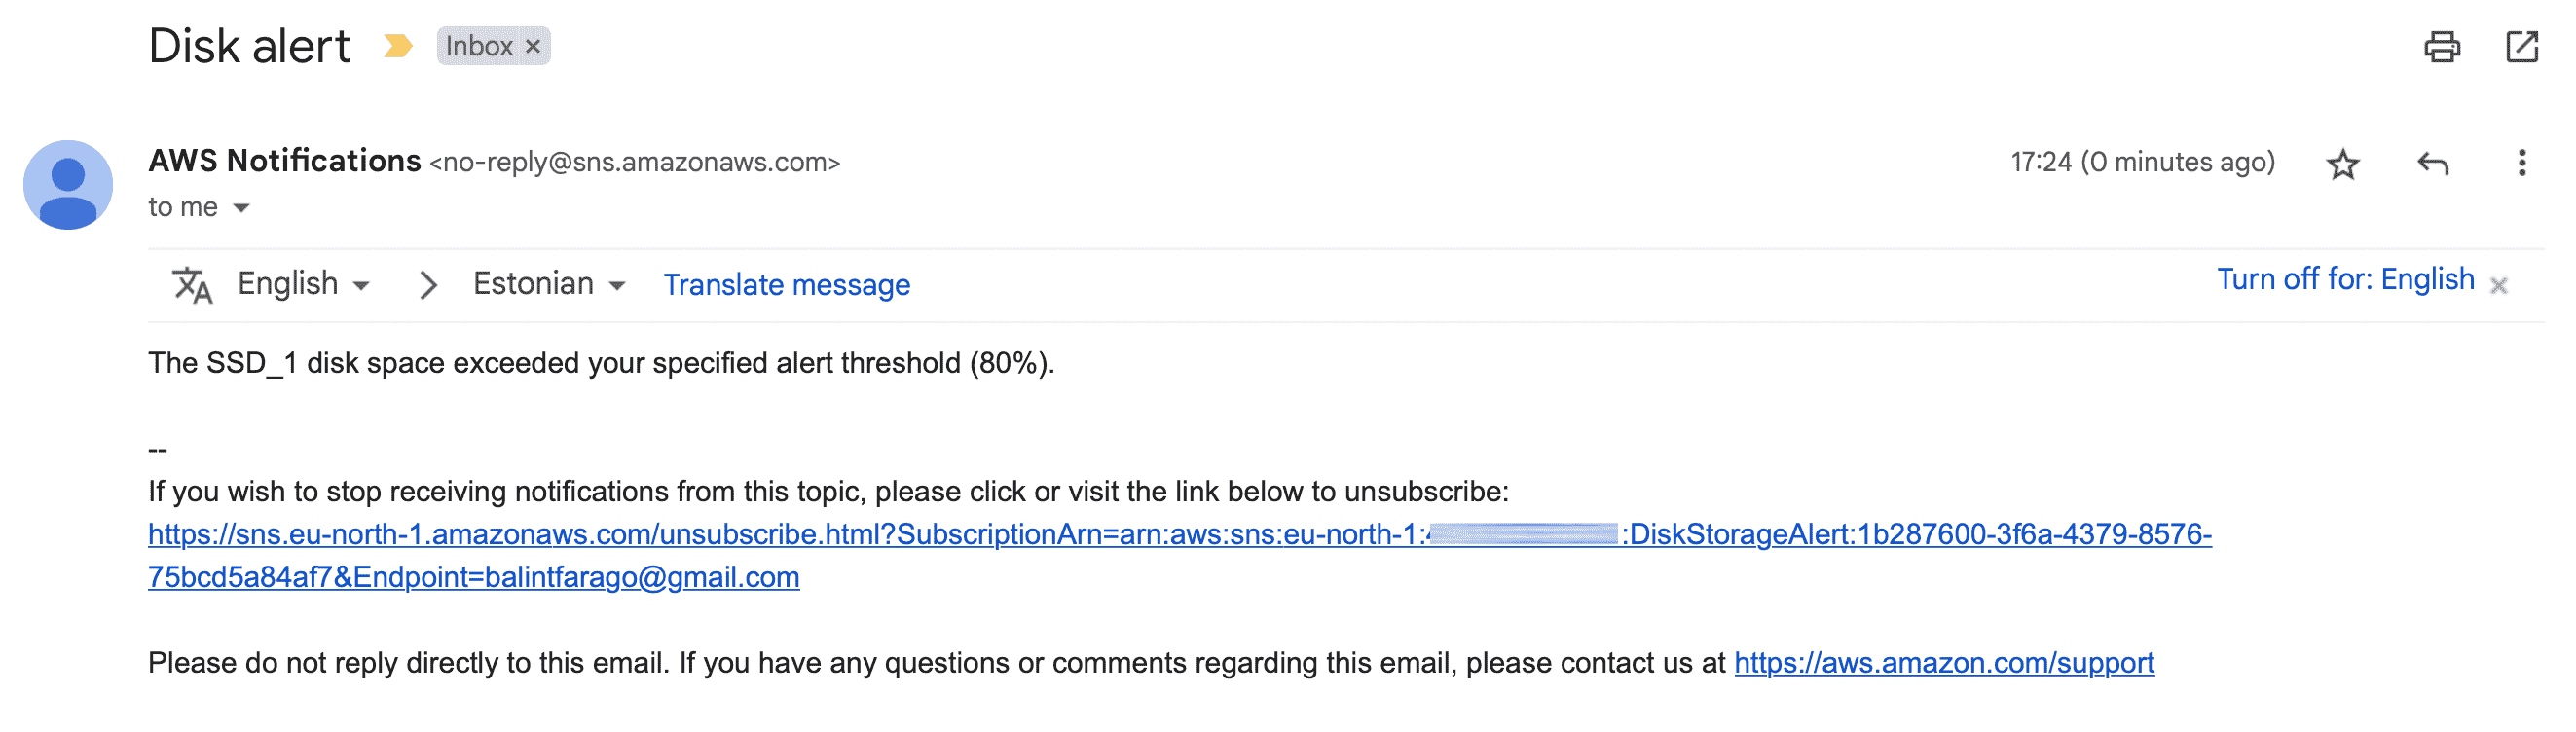 Disk alert Inbox ×
AWS Notifications <no-reply@sns.amazonaws.com> 17:24 (0 minutes ago)
to me
English > Estonian Translate message Turn off for: English ×
The SSD_1 disk space exceeded your specified alert threshold (80%).
--
If you wish to stop receiving notifications from this topic, please click or visit the link below to unsubscribe:
https://sns.eu-north-1.amazonaws.com/unsubscribe.html?SubscriptionArn=arn:aws:sns:eu-north-1: :DiskStorageAlert:1b287600-3f6a-4379-8576-
75bcd5a84af7&Endpoint=balintfarago@gmail.com
Please do not reply directly to this email. If you have any questions or comments regarding this email, please contact us at https://aws.amazon.com/support